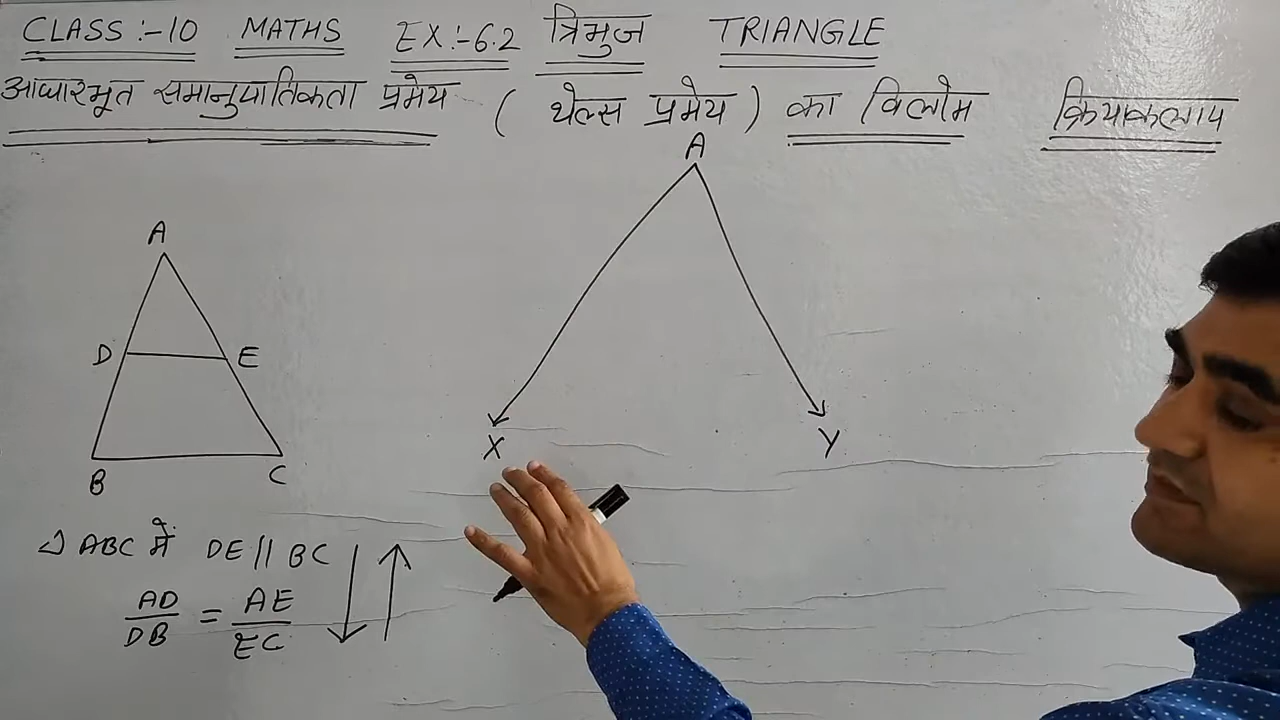 CLASS :-10 MATHS EX:-6.2 त्रिभुज TRIANGLE
आधारभूत समानुपातिकता प्रमेय ( थेल्स प्रमेय ) का विलोम क्रियाकलाप
A
A
D E
X Y
B C
△ ABC में DE || BC
AD/DB = AE/EC